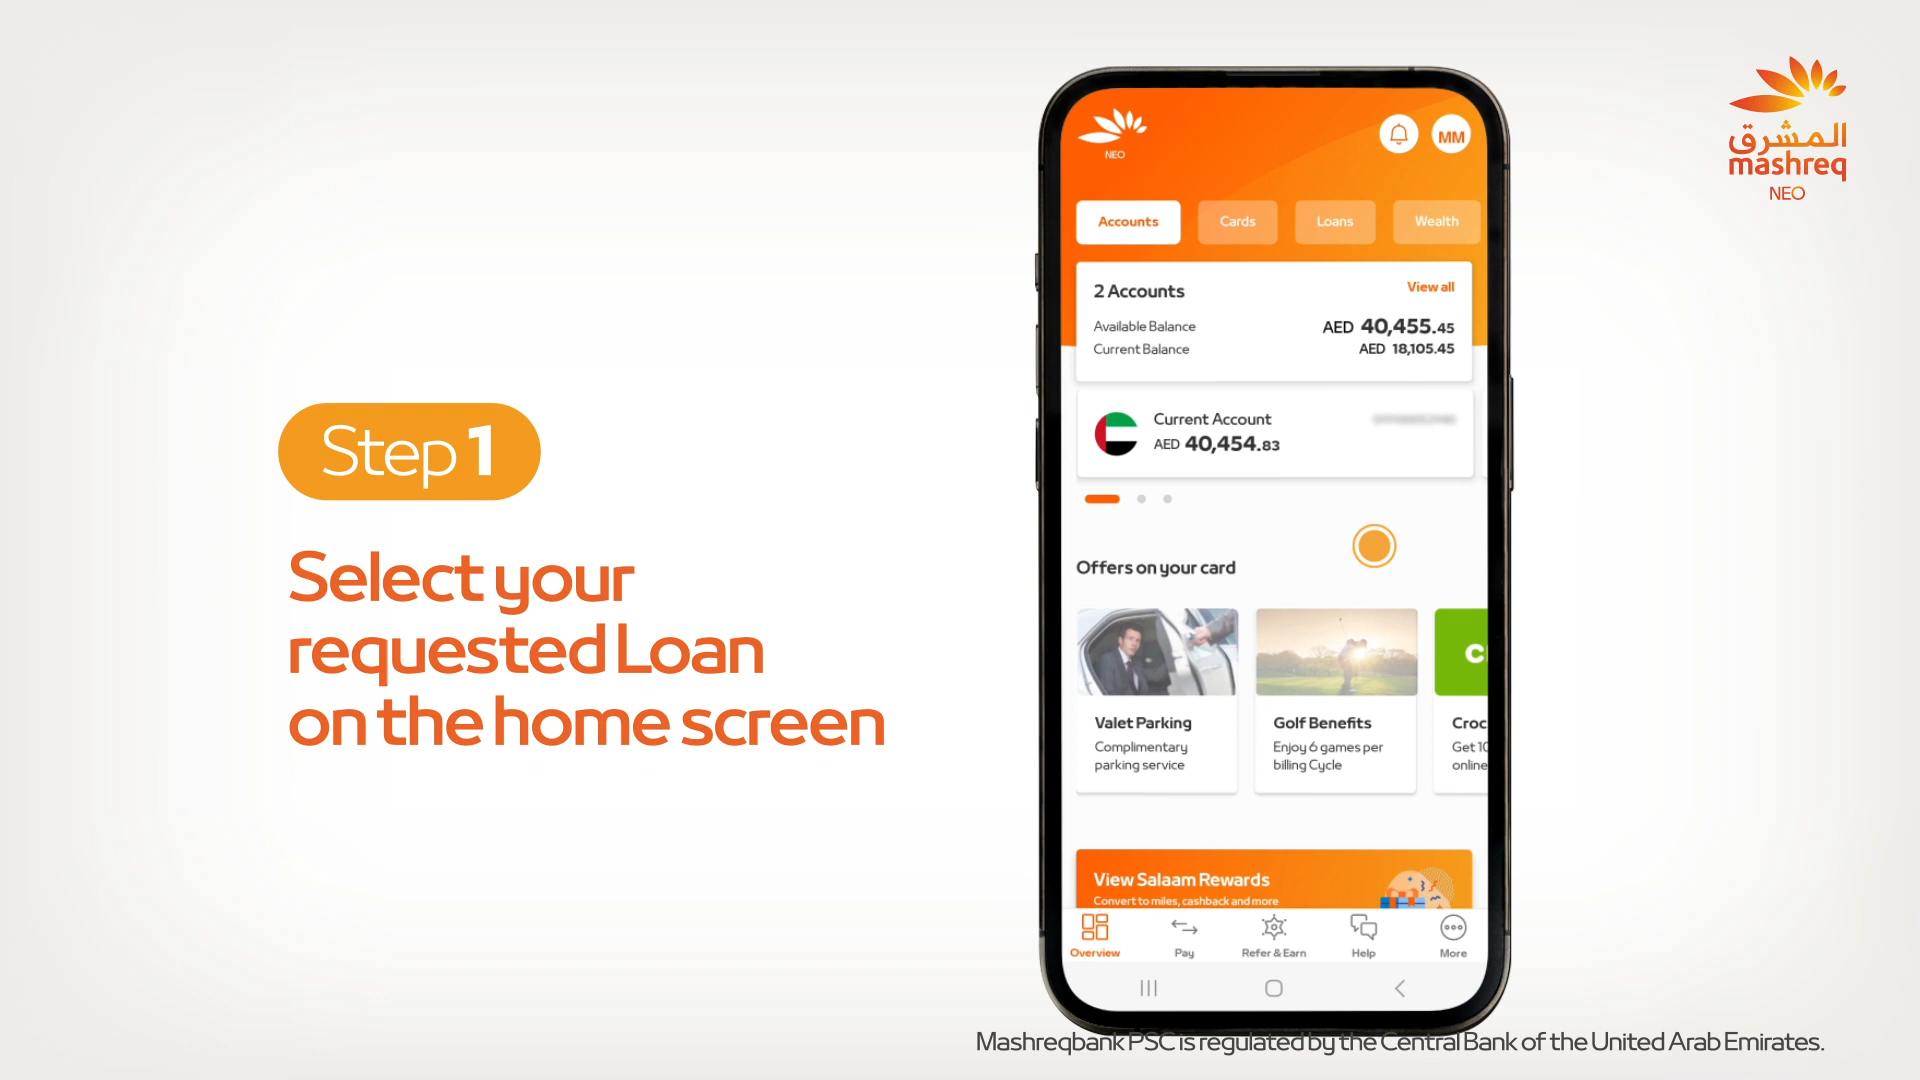 المشرق
mashreq
NEO
Step 1
Select your
requested Loan
on the home screen
NEO
MM
Accounts
Cards
Loans
Wealth
2 Accounts
View all
Available Balance
AED 40,455.45
Current Balance
AED 18,105.45
Current Account
AED 40,454.83
Offers on your card
Valet Parking
Complimentary
parking service
Golf Benefits
Enjoy 6 games per
billing Cycle
Croc
Get 10
online
View Salaam Rewards
Convert to miles, cashback and more
Overview
Pay
Refer & Earn
Help
More
Mashreqbank PSC is regulated by the Central Bank of the United Arab Emirates.